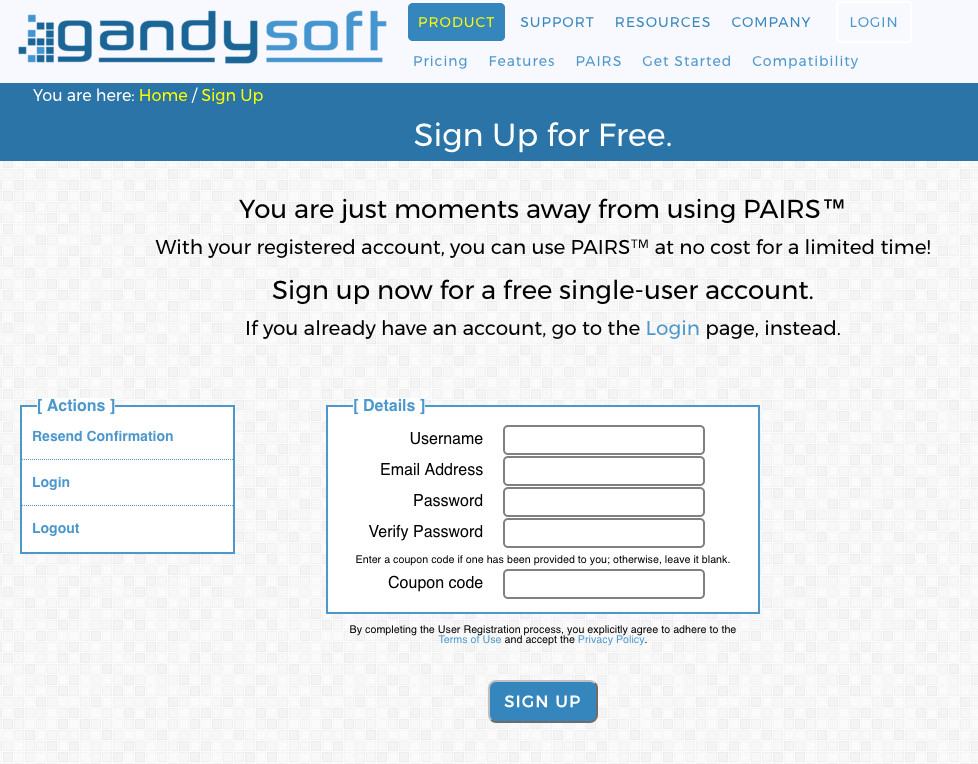 gandysoft
PRODUCT SUPPORT RESOURCES COMPANY LOGIN
Pricing Features PAIRS Get Started Compatibility
You are here: Home / Sign Up
Sign Up for Free.
You are just moments away from using PAIRS™
With your registered account, you can use PAIRS™ at no cost for a limited time!
Sign up now for a free single-user account.
If you already have an account, go to the Login page, instead.
[ Actions ]
Resend Confirmation
Login
Logout
[ Details ]
Username
Email Address
Password
Verify Password
Enter a coupon code if one has been provided to you; otherwise, leave it blank.
Coupon code
By completing the User Registration process, you explicitly agree to adhere to the
Terms of Use and accept the Privacy Policy.
SIGN UP